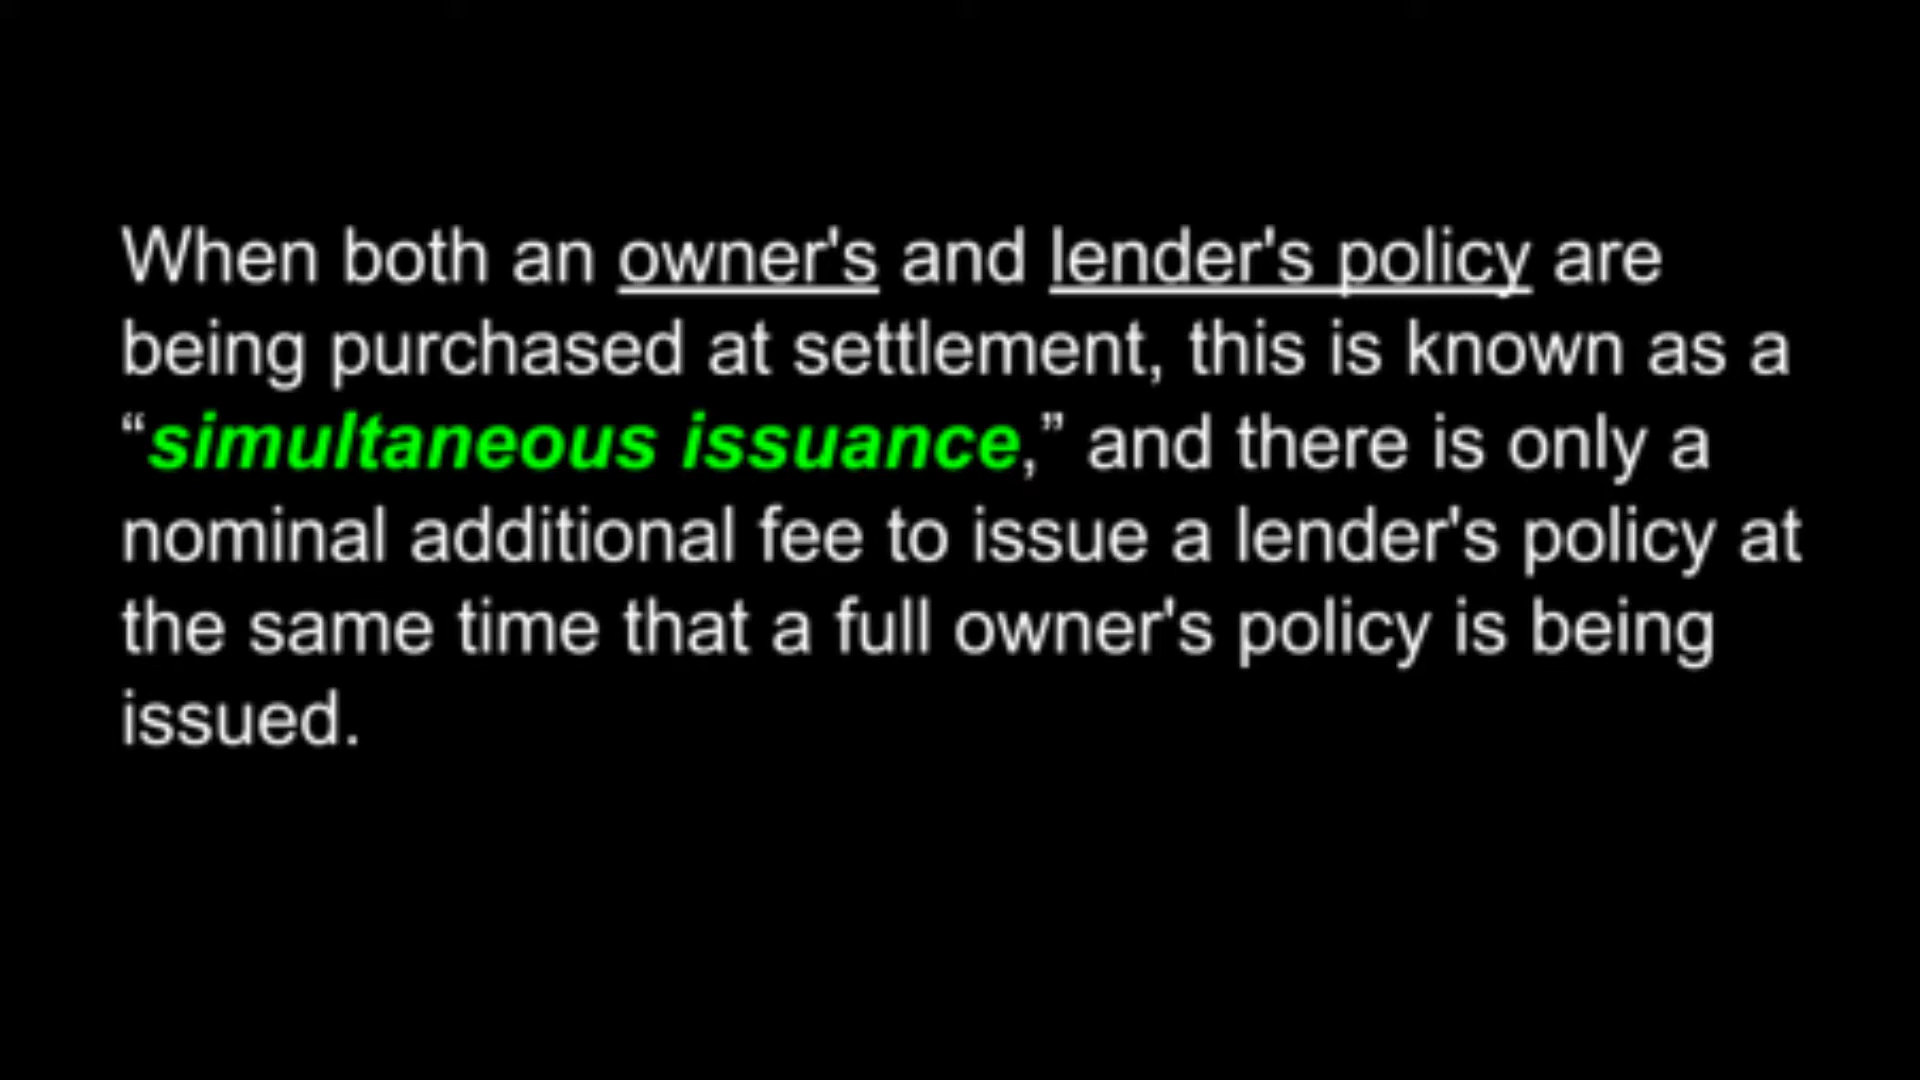 When both an owner's and lender's policy are
being purchased at settlement, this is known as a
“simultaneous issuance,” and there is only a
nominal additional fee to issue a lender's policy at
the same time that a full owner's policy is being
issued.